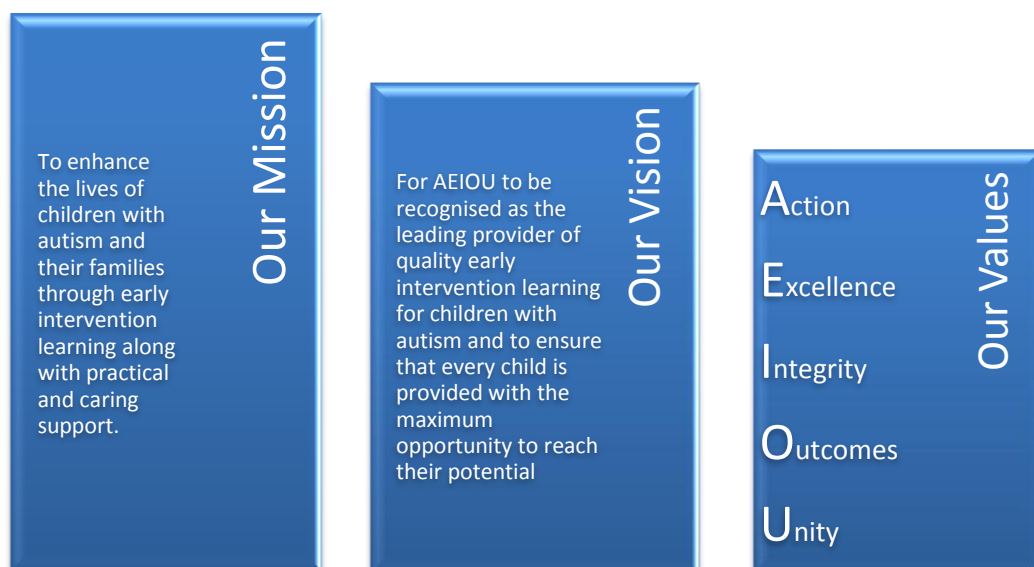 Our Mission
To enhance
the lives of
children with
autism and
their families
through early
intervention
learning along
with practical
and caring
support.
Our Vision
For AEIOU to be
recognised as the
leading provider of
quality early
intervention learning
for children with
autism and to ensure
that every child is
provided with the
maximum
opportunity to reach
their potential
Our Values
Action
Excellence
Integrity
Outcomes
Unity